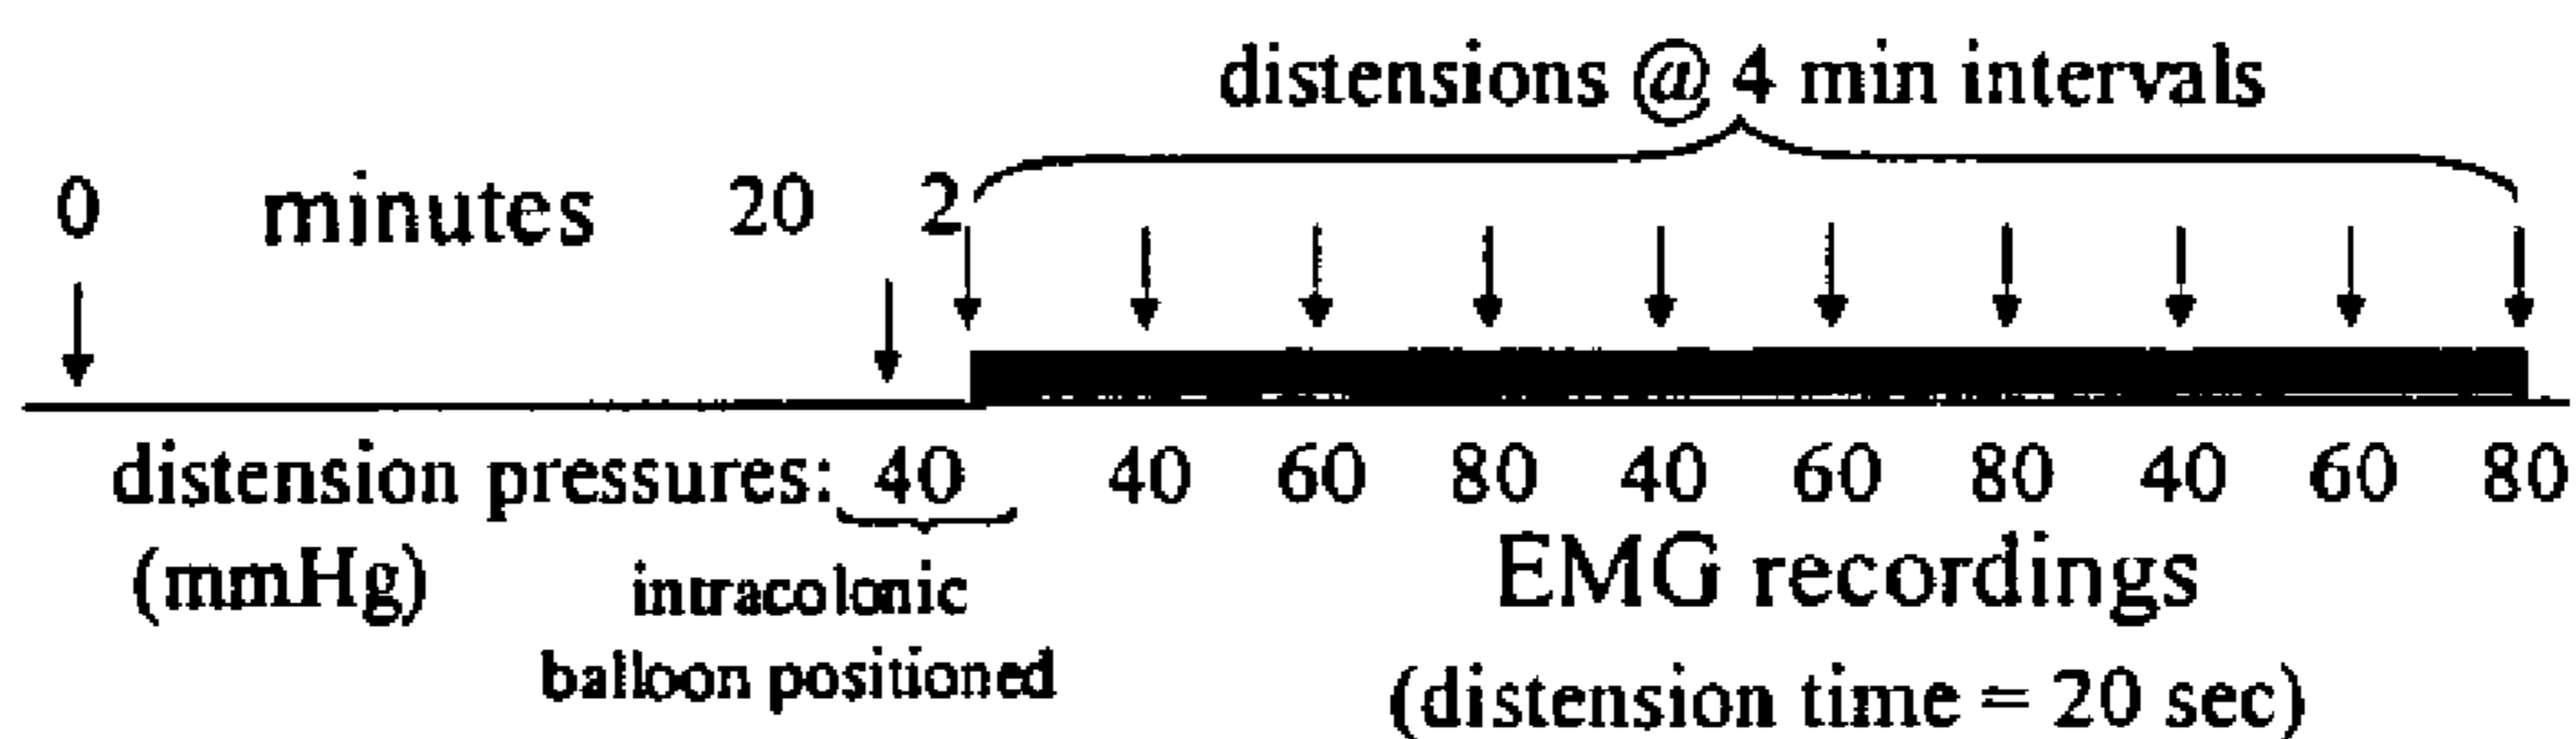 distensions @ 4 min intervals
0 minutes 20 2
distension pressures: 40 40 60 80 40 60 80 40 60 80
(mmHg)
intracolonic
balloon positioned
EMG recordings
(distension time = 20 sec)